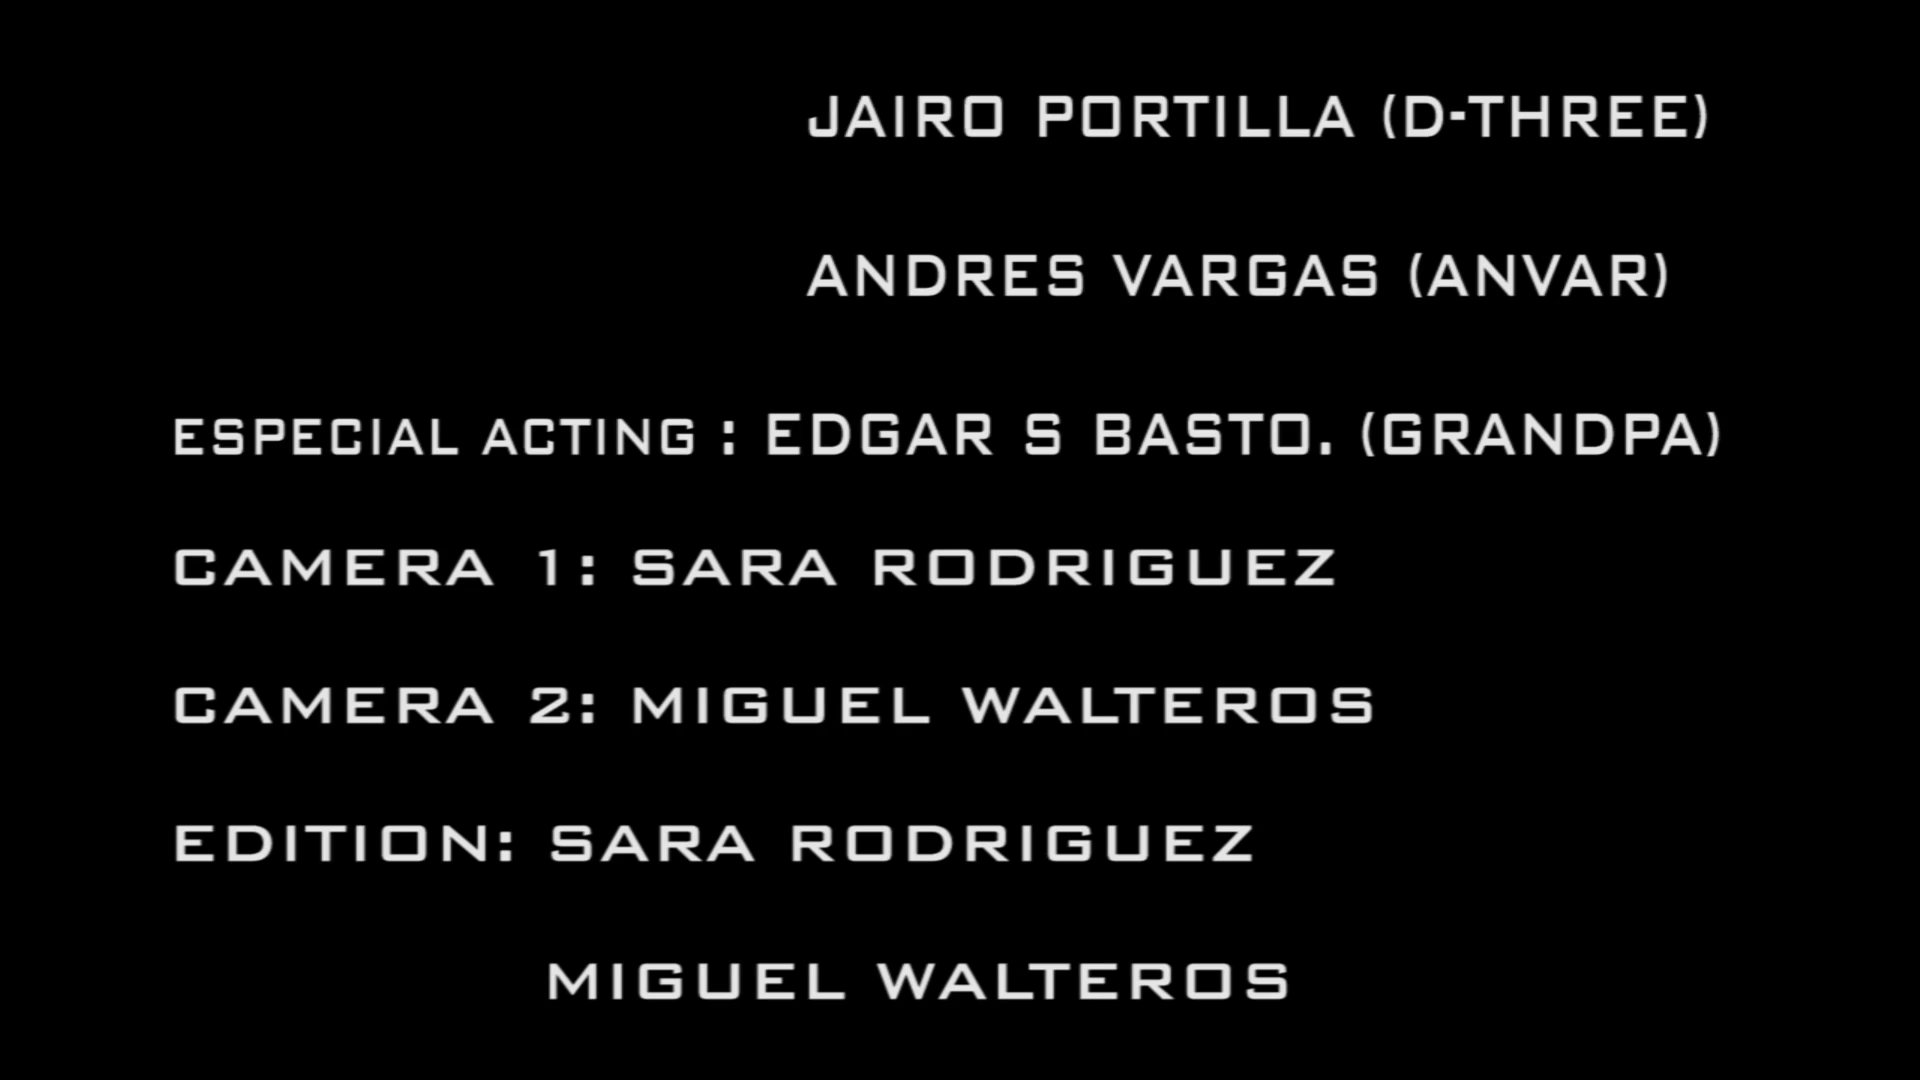 JAIRO PORTILLA (D-THREE)
ANDRES VARGAS (ANVAR)
ESPECIAL ACTING : EDGAR S BASTO. (GRANDPA)
CAMERA 1: SARA RODRIGUEZ
CAMERA 2: MIGUEL WALTEROS
EDITION: SARA RODRIGUEZ
MIGUEL WALTEROS